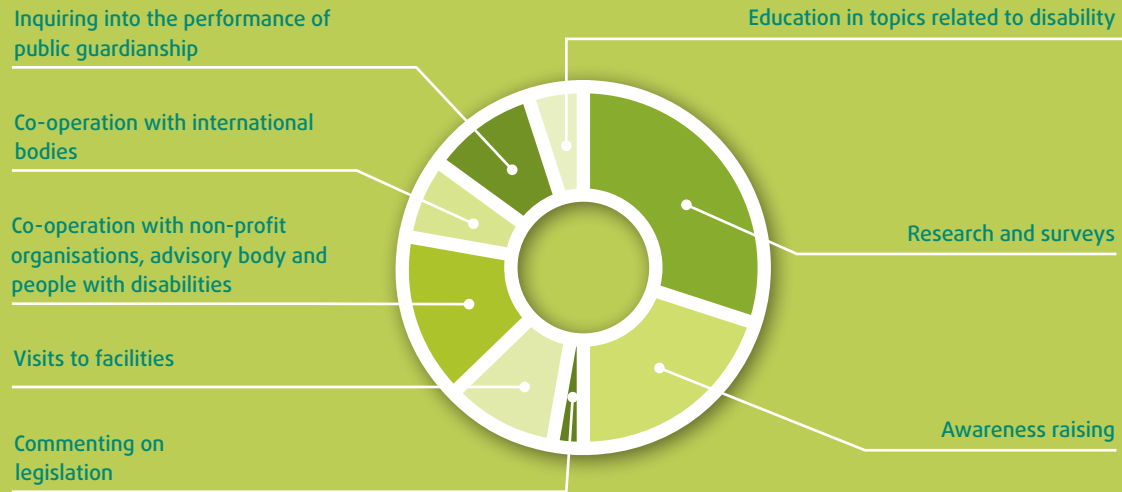 Inquiring into the performance of
public guardianship
Co-operation with international
bodies
Co-operation with non-profit
organisations, advisory body and
people with disabilities
Visits to facilities
Commenting on
legislation
Education in topics related to disability
Research and surveys
Awareness raising